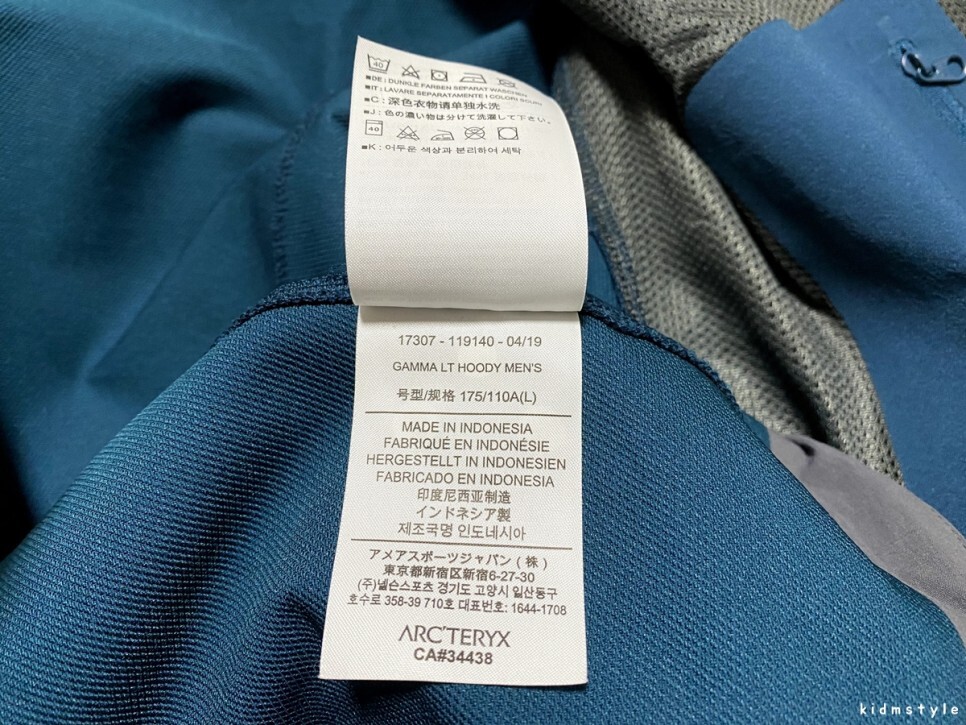 40
■DE : DUNKLE FARBEN SEPARAT WASCHEN
■IT : LAVARE SEPARATAMENTE I COLORI SCURI
■C : 深色衣物请单独水洗
■J : 色の濃い物は分けて洗濯して下さい。
40
■K : 어두운 색상과 분리하여 세탁
17307 - 119140 - 04/19
GAMMA LT HOODY MEN'S
号型/规格 175/110A(L)
MADE IN INDONESIA
FABRIQUÉ EN INDONÉSIE
HERGESTELLT IN INDONESIEN
FABRICADO EN INDONESIA
印度尼西亚制造
インドネシア製
제조국명 인도네시아
アメアスポーツジャパン ( 株 )
東京都新宿区新宿6-27-30
(주)넬슨스포츠 경기도 고양시 일산동구
호수로 358-39 710호 대표번호: 1644-1708
ARC'TERYX
CA#34438
kidmstyle